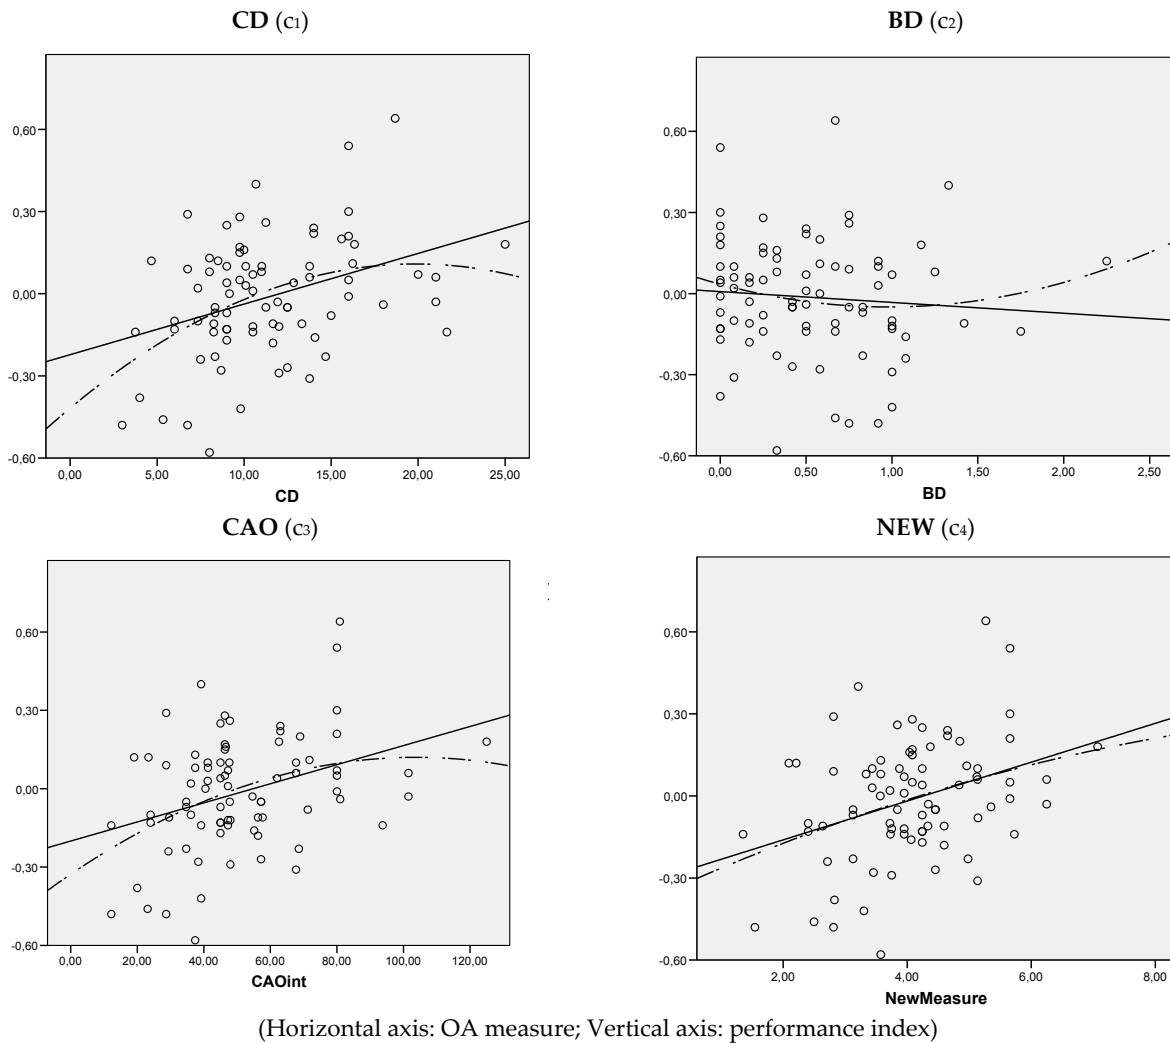 CD (c1)
BD (c2)
0,60
0,30
0,00
-0,30
-0,60
0,00 5,00 10,00 15,00 20,00 25,00
CD
0,60
0,30
0,00
-0,30
-0,60
0,00 0,50 1,00 1,50 2,00 2,50
BD
CAO (c3)
NEW (c4)
0,60
0,30
0,00
-0,30
-0,60
0,00 20,00 40,00 60,00 80,00 100,00 120,00
CAOint
0,60
0,30
0,00
-0,30
-0,60
2,00 4,00 6,00 8,00
NewMeasure
(Horizontal axis: OA measure; Vertical axis: performance index)